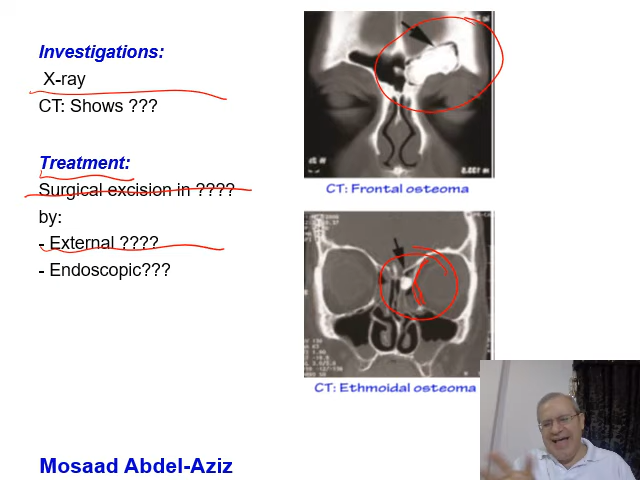 Investigations:
X-ray
CT: Shows ???
Treatment:
Surgical excision in ????
by:
- External ????
- Endoscopic???
CT: Frontal osteoma
CT: Ethmoidal osteoma
Mosaad Abdel-Aziz